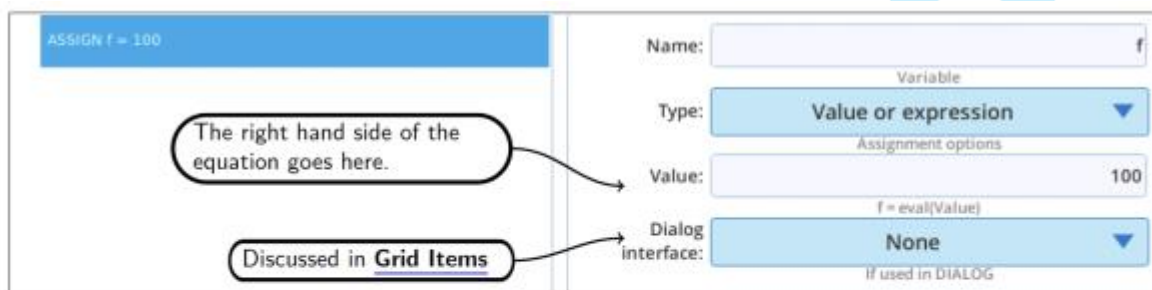 ASSIGN f = 100
The right hand side of the
equation goes here.
Discussed in Grid Items
Name:
f
Variable
Type:
Value or expression
Assignment options
Value:
100
f = eval(Value)
Dialog
interface:
None
If used in DIALOG